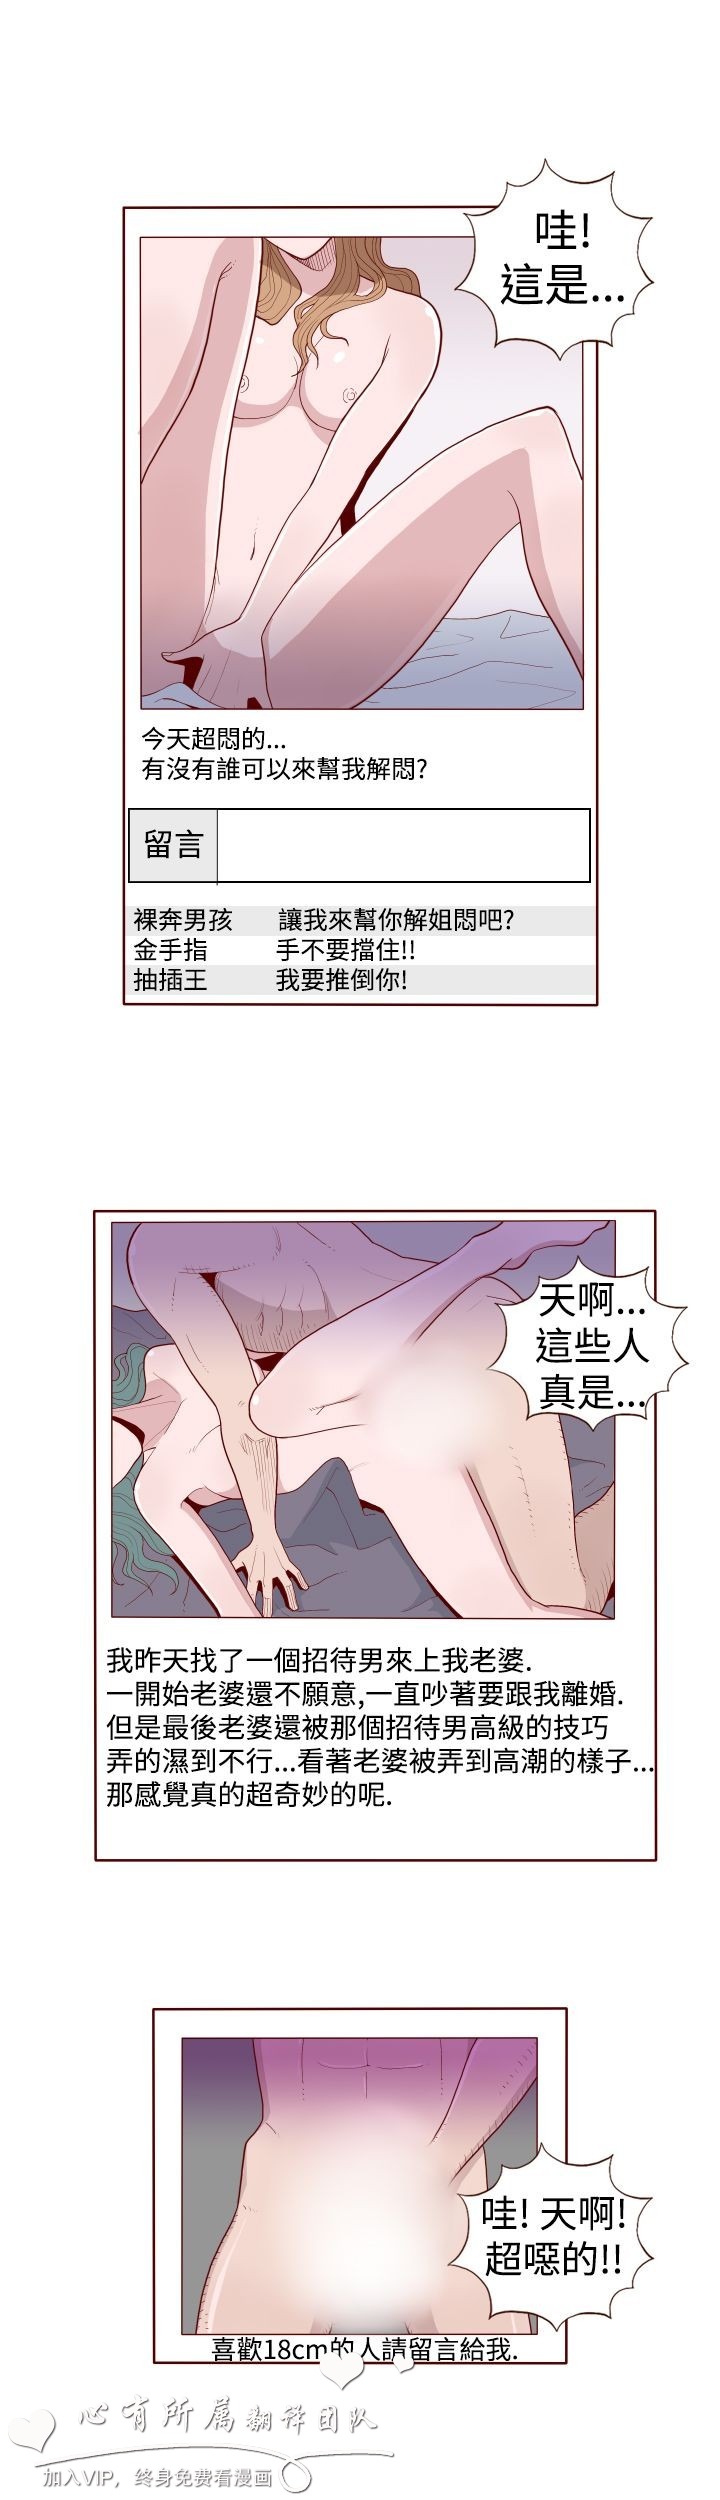 哇!
這是...
今天超悶的...
有沒有誰可以來幫我解悶?
留言
裸奔男孩 讓我來幫你解姐悶吧?
金手指 手不要擋住!!
抽插王 我要推倒你!
天啊...
這些人
真是...
我昨天找了一個招待男來上我老婆.
一開始老婆還不願意,一直吵著要跟我離婚.
但是最後老婆還被那個招待男高級的技巧
弄的濕到不行...看著老婆被弄到高潮的樣子...
那感覺真的超奇妙的呢.
哇! 天啊!
超噁的!!
喜歡18cm的人請留言給我.
心有所属翻译团队
加入VIP，终身免费看漫画